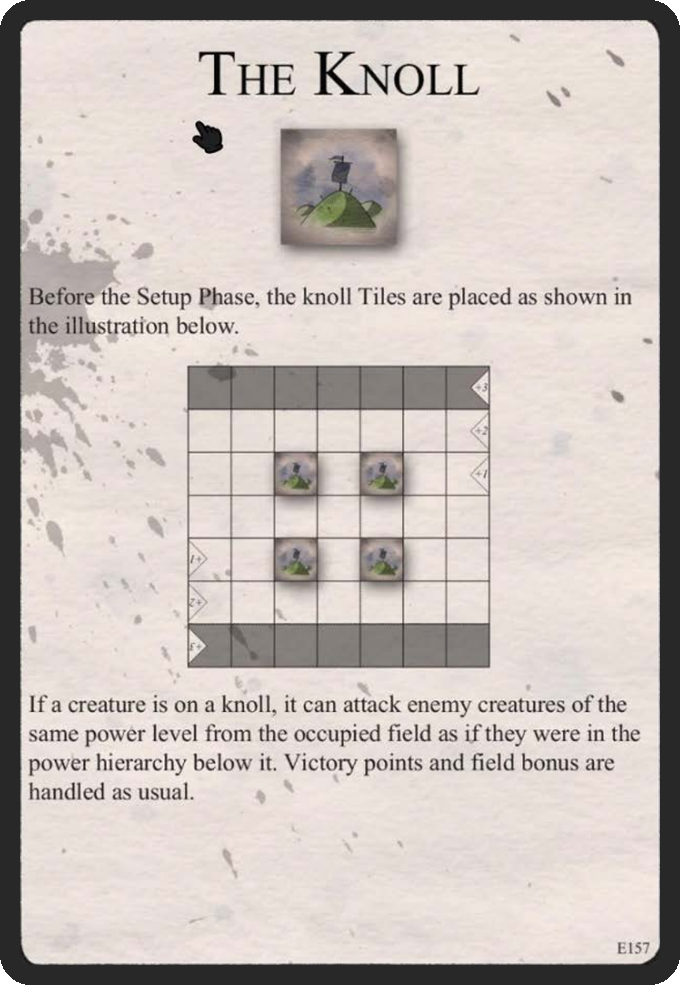 THE KNOLL
Before the Setup Phase, the knoll Tiles are placed as shown in
the illustration below.
+3
+2
+1
+1
+2
+3
If a creature is on a knoll, it can attack enemy creatures of the
same power level from the occupied field as if they were in the
power hierarchy below it. Victory points and field bonus are
handled as usual.
E157